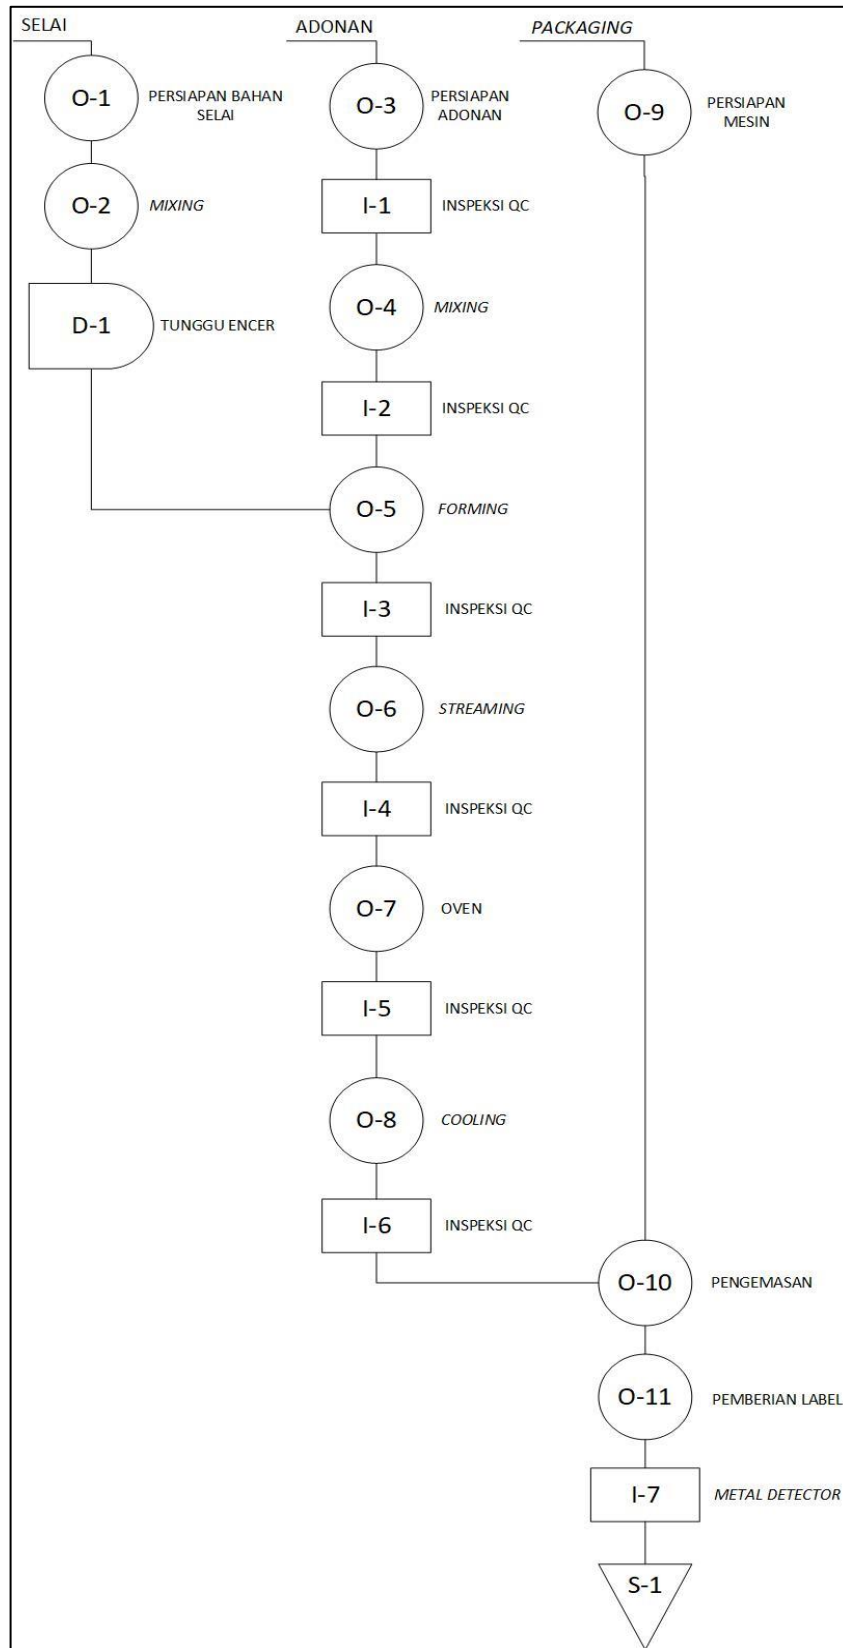 SELAI
ADONAN
PACKAGING
O-1
PERSIAPAN BAHAN
SELAI
O-3
PERSIAPAN
ADONAN
O-9
PERSIAPAN
MESIN
O-2
MIXING
I-1
INSPEKSI QC
D-1
TUNGGU ENCER
O-4
MIXING
I-2
INSPEKSI QC
O-5
FORMING
I-3
INSPEKSI QC
O-6
STREAMING
I-4
INSPEKSI QC
O-7
OVEN
I-5
INSPEKSI QC
O-8
COOLING
I-6
INSPEKSI QC
O-10
PENGEMASAN
O-11
PEMBERIAN LABEL
I-7
METAL DETECTOR
S-1